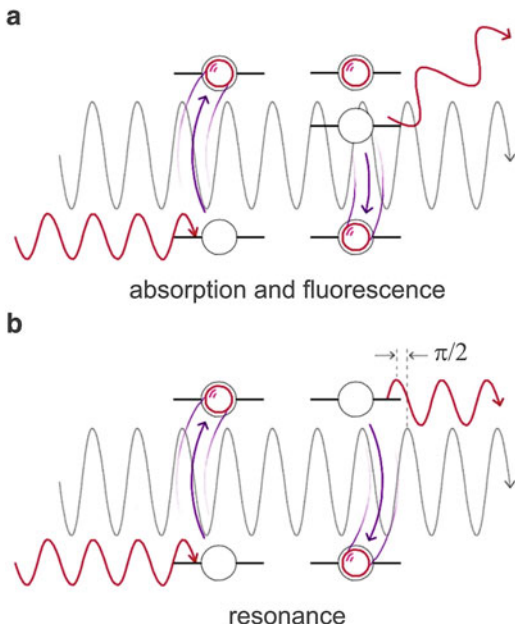 a
absorption and fluorescence
b
π/2
resonance